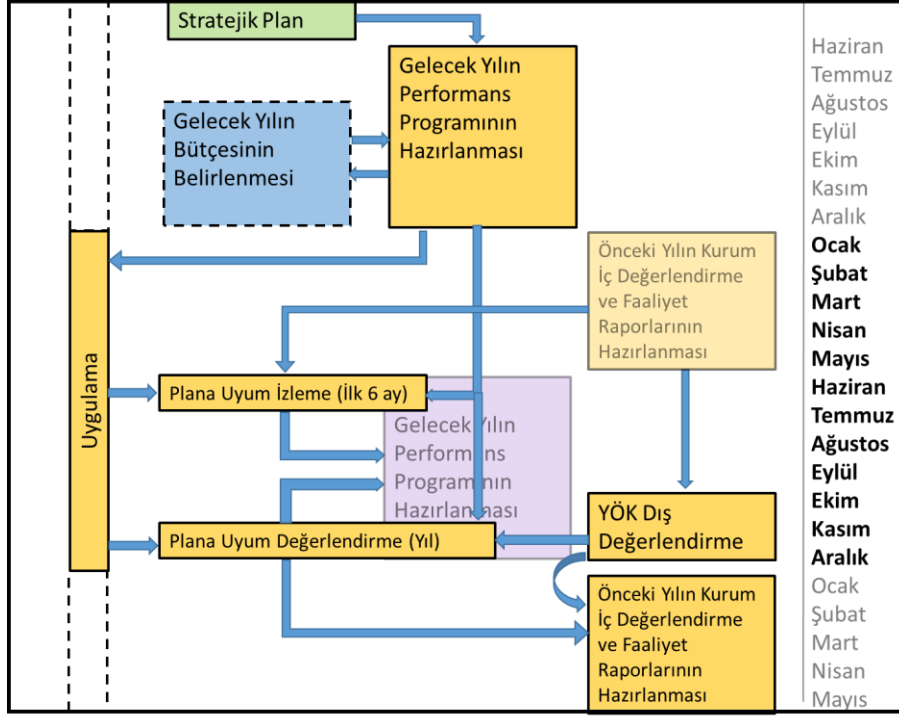 Stratejik Plan
Gelecek Yılın
Performans
Programının
Hazırlanması
Gelecek Yılın
Bütçesinin
Belirlenmesi
Önceki Yılın Kurum
İç Değerlendirme
ve Faaliyet
Raporlarının
Hazırlanması
Uygulama
Plana Uyum İzleme (İlk 6 ay)
Gelecek Yılın
Performans
Programının
Hazırlanması
Plana Uyum Değerlendirme (Yıl)
YÖK Dış
Değerlendirme
Önceki Yılın Kurum
İç Değerlendirme
ve Faaliyet
Raporlarının
Hazırlanması
Haziran
Temmuz
Ağustos
Eylül
Ekim
Kasım
Aralık
Ocak
Şubat
Mart
Nisan
Mayıs
Haziran
Temmuz
Ağustos
Eylül
Ekim
Kasım
Aralık
Ocak
Şubat
Mart
Nisan
Mayıs